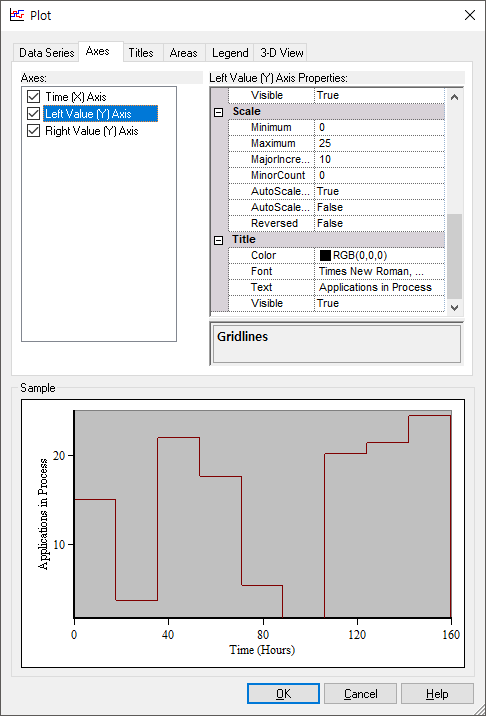 Plot
Data Series Axes Titles Areas Legend 3-D View
Axes:
Time (X) Axis
Left Value (Y) Axis
Right Value (Y) Axis
Left Value (Y) Axis Properties:
Visible True
Scale
Minimum 0
Maximum 25
MajorIncre... 10
MinorCount 0
AutoScale... True
AutoScale... False
Reversed False
Title
Color RGB(0,0,0)
Font Times New Roman, ...
Text Applications in Process
Visible True
Gridlines
Sample
Applications in Process
20
10
0 40 80 120 160
Time (Hours)
OK Cancel Help